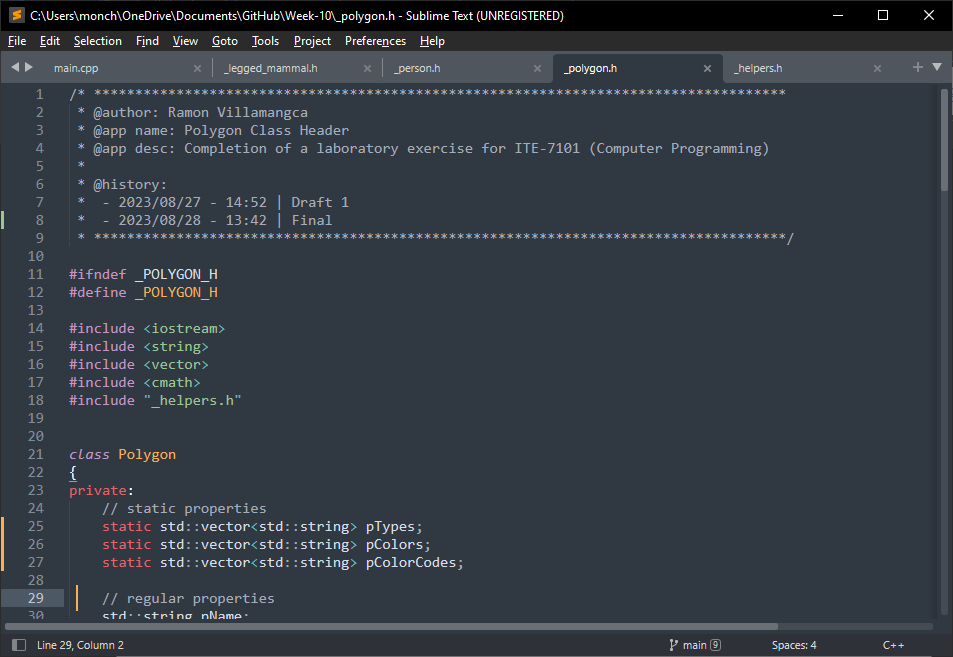 C:\Users\monch\OneDrive\Documents\GitHub\Week-10\_polygon.h - Sublime Text (UNREGISTERED)
File Edit Selection Find View Goto Tools Project Preferences Help
main.cpp _legged_mammal.h _person.h _polygon.h _helpers.h
1 /* ************************************************************************************
2 * @author: Ramon Villamangca
3 * @app name: Polygon Class Header
4 * @app desc: Completion of a laboratory exercise for ITE-7101 (Computer Programming)
5 *
6 * @history:
7 *  - 2023/08/27 - 14:52 | Draft 1
8 *  - 2023/08/28 - 13:42 | Final
9 * ************************************************************************************/
10
11 #ifndef _POLYGON_H
12 #define _POLYGON_H
13
14 #include <iostream>
15 #include <string>
16 #include <vector>
17 #include <cmath>
18 #include "_helpers.h"
19
20
21 class Polygon
22 {
23 private:
24     // static properties
25     static std::vector<std::string> pTypes;
26     static std::vector<std::string> pColors;
27     static std::vector<std::string> pColorCodes;
28
29     // regular properties
30     std::string pName;
Line 29, Column 2 main 9 Spaces: 4 C++